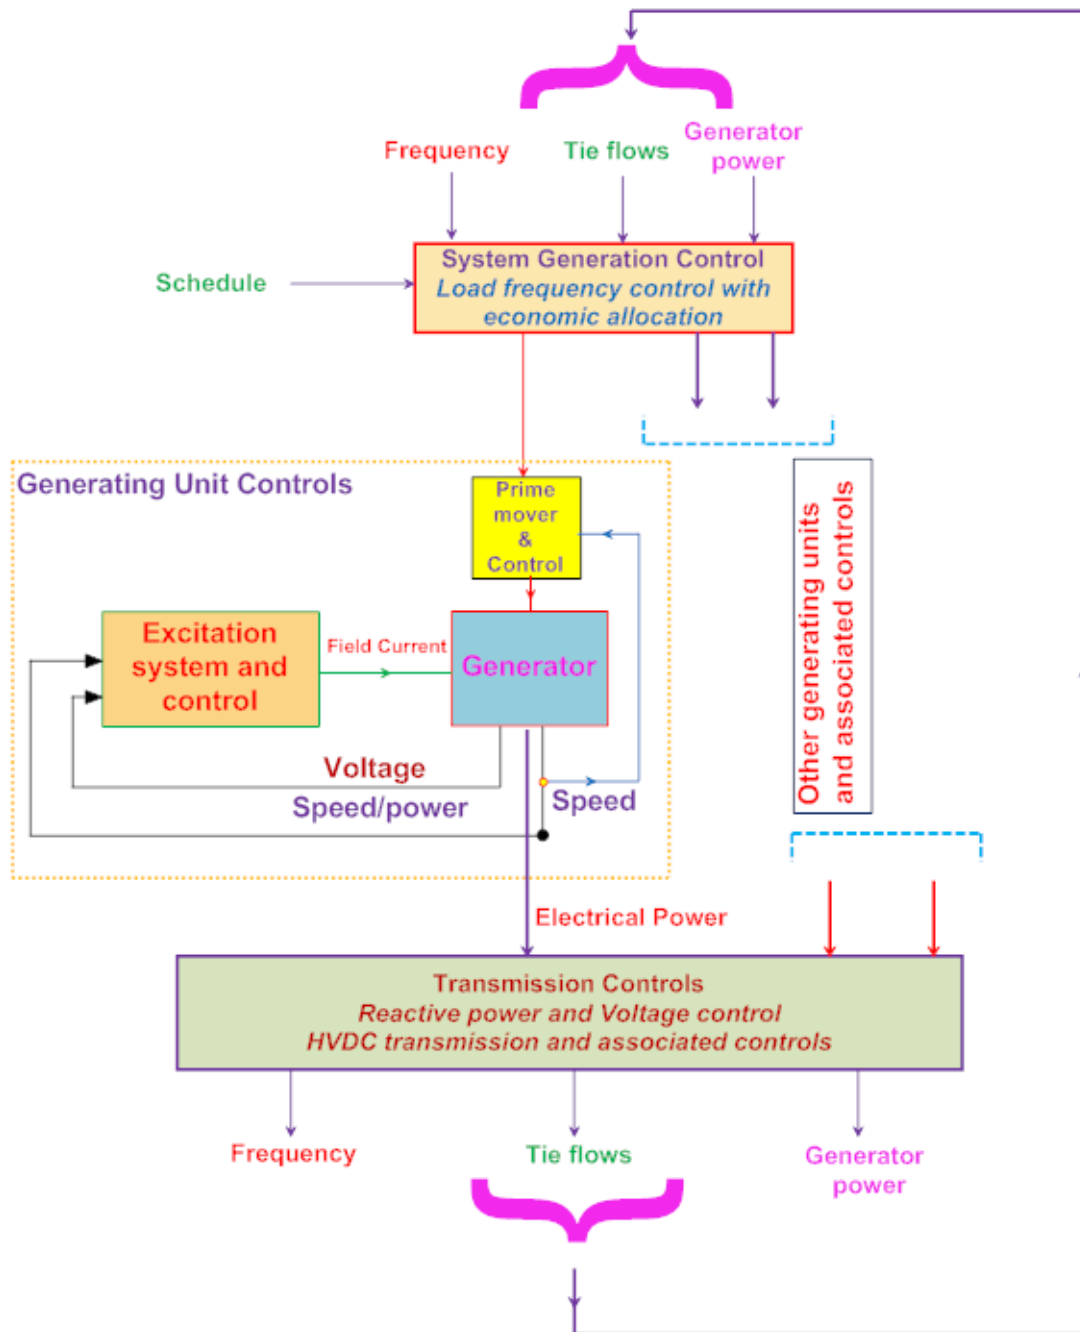 Frequency
Tie flows
Generator
power
Schedule
System Generation Control
Load frequency control with
economic allocation
Generating Unit Controls
Prime
mover
&
Control
Excitation
system and
control
Field Current
Generator
Voltage
Speed/power
Speed
Other generating units
and associated controls
Electrical Power
Transmission Controls
Reactive power and Voltage control
HVDC transmission and associated controls
Frequency
Tie flows
Generator
power